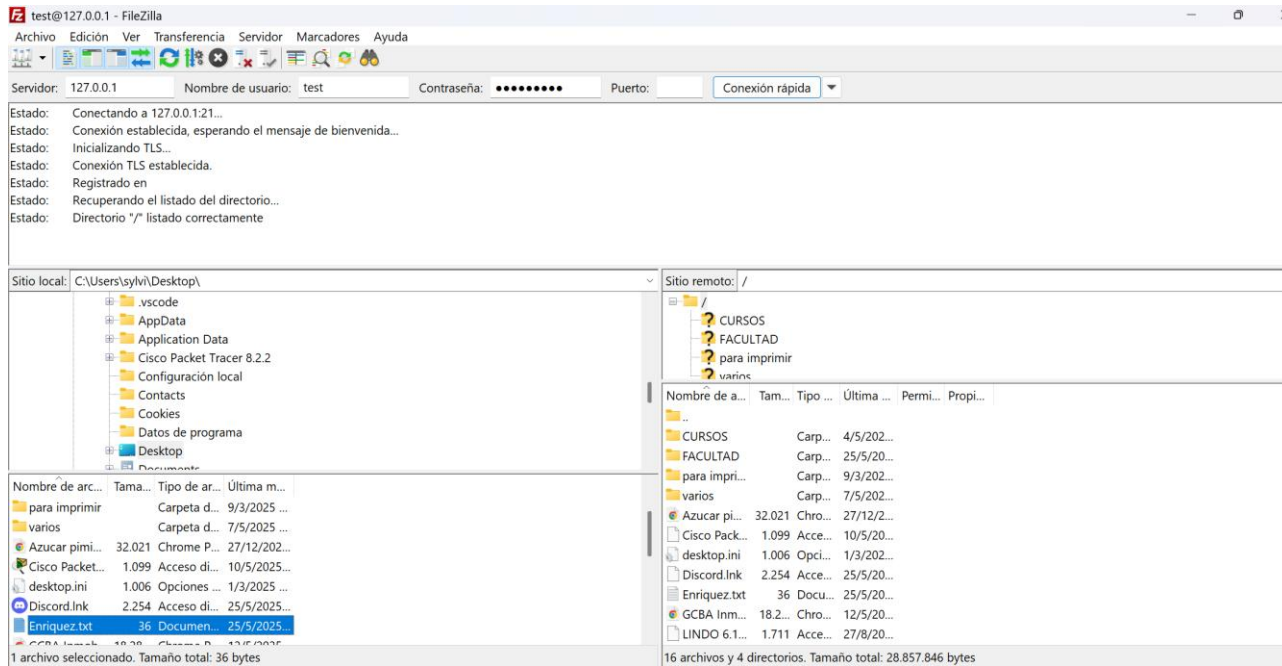 test@127.0.0.1 - FileZilla
Archivo Edición Ver Transferencia Servidor Marcadores Ayuda
Servidor: 127.0.0.1 Nombre de usuario: test Contraseña: ●●●●●●●●● Puerto: Conexión rápida
Estado: Conectando a 127.0.0.1:21...
Estado: Conexión establecida, esperando el mensaje de bienvenida...
Estado: Inicializando TLS...
Estado: Conexión TLS establecida.
Estado: Registrado en
Estado: Recuperando el listado del directorio...
Estado: Directorio "/" listado correctamente
Sitio local: C:\Users\sylvi\Desktop\
.vscode
AppData
Application Data
Cisco Packet Tracer 8.2.2
Configuración local
Contacts
Cookies
Datos de programa
Desktop
Documents
Nombre de arc... Tama... Tipo de ar... Última m...
para imprimir Carpeta d... 9/3/2025 ...
varios Carpeta d... 7/5/2025 ...
Azucar pimi... 32.021 Chrome P... 27/12/202...
Cisco Packet... 1.099 Acceso di... 10/5/2025...
desktop.ini 1.006 Opciones ... 1/3/2025 ...
Discord.lnk 2.254 Acceso di... 25/5/2025...
Enriquez.txt 36 Documen... 25/5/2025...
1 archivo seleccionado. Tamaño total: 36 bytes
Sitio remoto: /
/
CURSOS
FACULTAD
para imprimir
varios
Nombre de a... Tam... Tipo ... Última ... Permi... Propi...
..
CURSOS Carp... 4/5/202...
FACULTAD Carp... 25/5/20...
para impri... Carp... 9/3/202...
varios Carp... 7/5/202...
Azucar pi... 32.021 Chro... 27/12/2...
Cisco Pack... 1.099 Acce... 10/5/20...
desktop.ini 1.006 Opci... 1/3/202...
Discord.lnk 2.254 Acce... 25/5/20...
Enriquez.txt 36 Docu... 25/5/20...
GCBA Inm... 18.2... Chro... 12/5/20...
LINDO 6.1... 1.711 Acce... 27/8/20...
16 archivos y 4 directorios. Tamaño total: 28.857.846 bytes